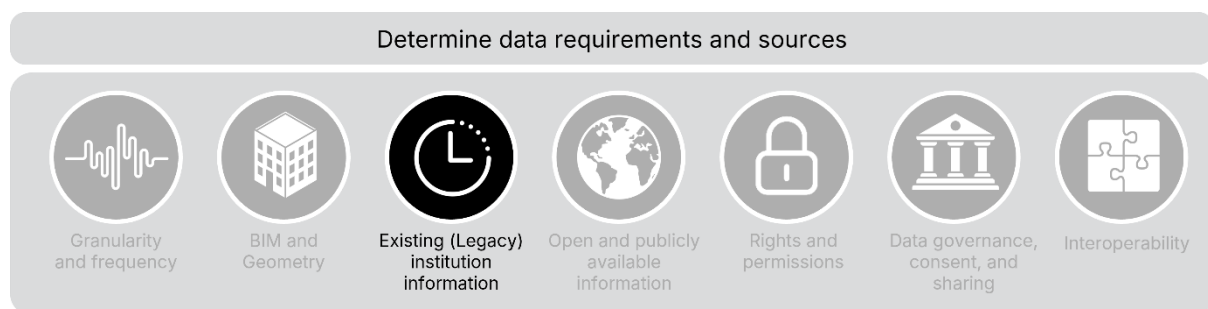 Determine data requirements and sources
Granularity
and frequency
BIM and
Geometry
Existing (Legacy)
institution
information
Open and publicly
available
information
Rights and
permissions
Data governance,
consent, and
sharing
Interoperability